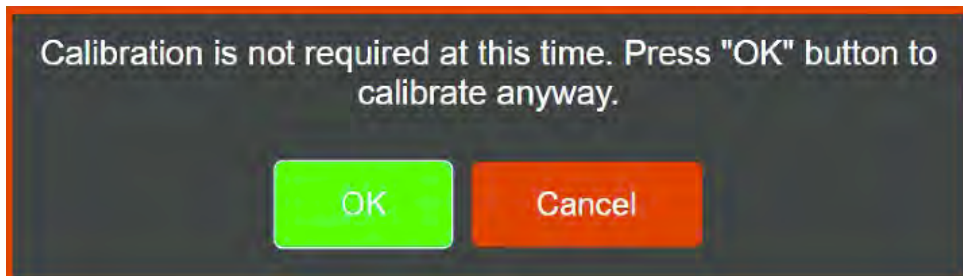 Calibration is not required at this time. Press "OK" button to
calibrate anyway.
OK
Cancel